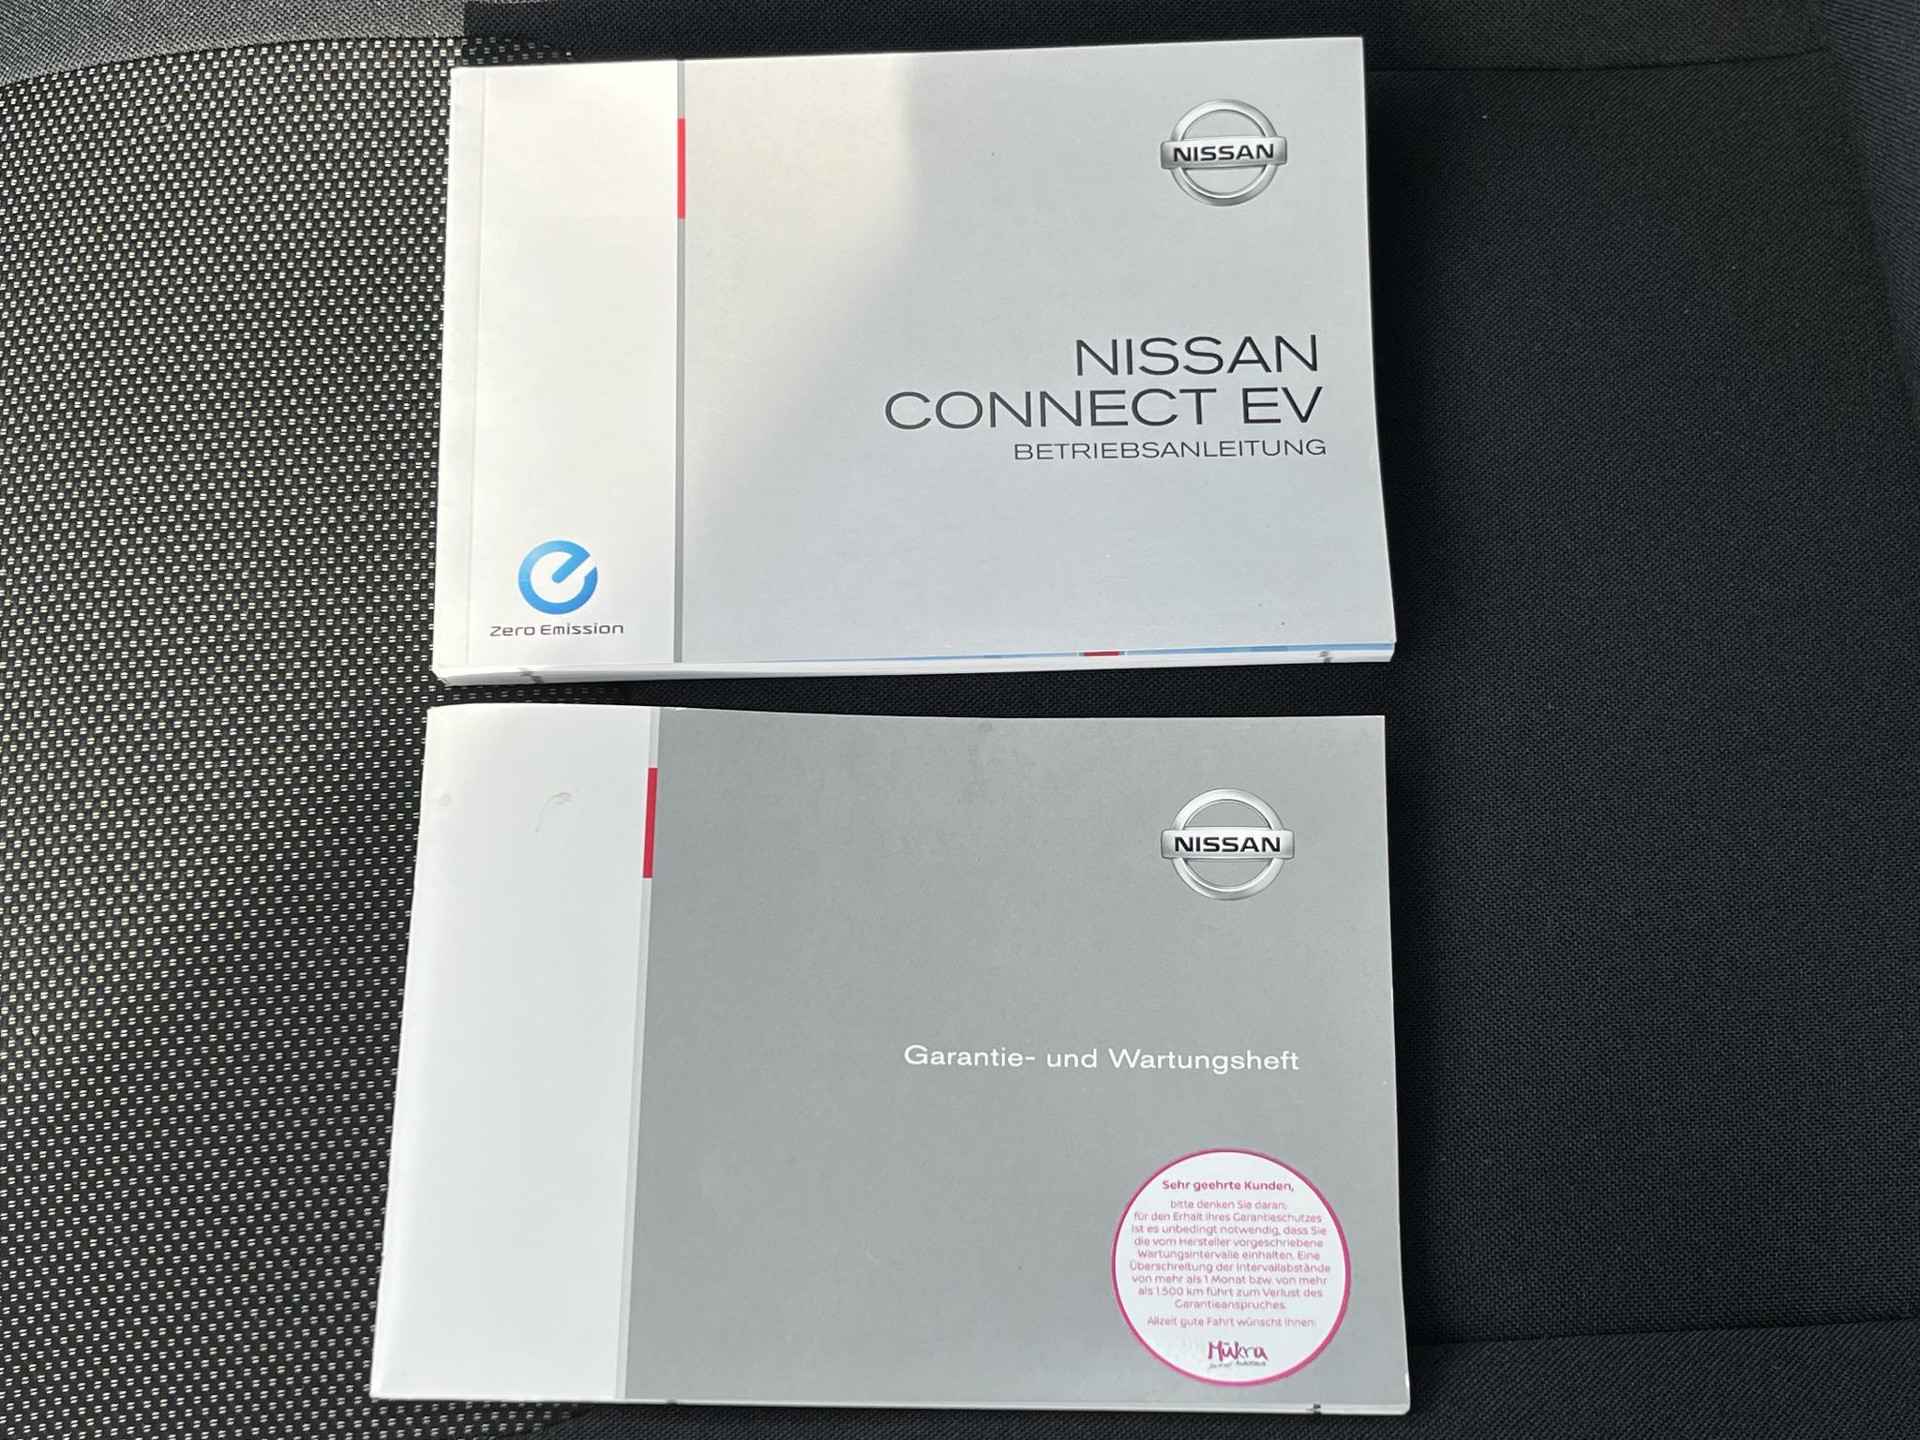 NISSAN
NISSAN
CONNECT EV
BETRIEBSANLEITUNG
Zero Emission
NISSAN
Garantie- und Wartungsheft
Sehr geehrte Kunden,
bitte denken Sie daran,
für den Erhalt Ihres Garantieschutzes
ist es unbedingt notwendig, dass Sie
die vom Hersteller vorgeschriebene
Wartungsintervalle einhalten. Eine
Überschreitung der Intervallabstände
von mehr als 1 Monat bzw. von mehr
als 1.500 km führt zum Verlust des
Garantieanspruches.
Allzeit gute Fahrt wünscht Ihnen:
Mükra
Autohaus